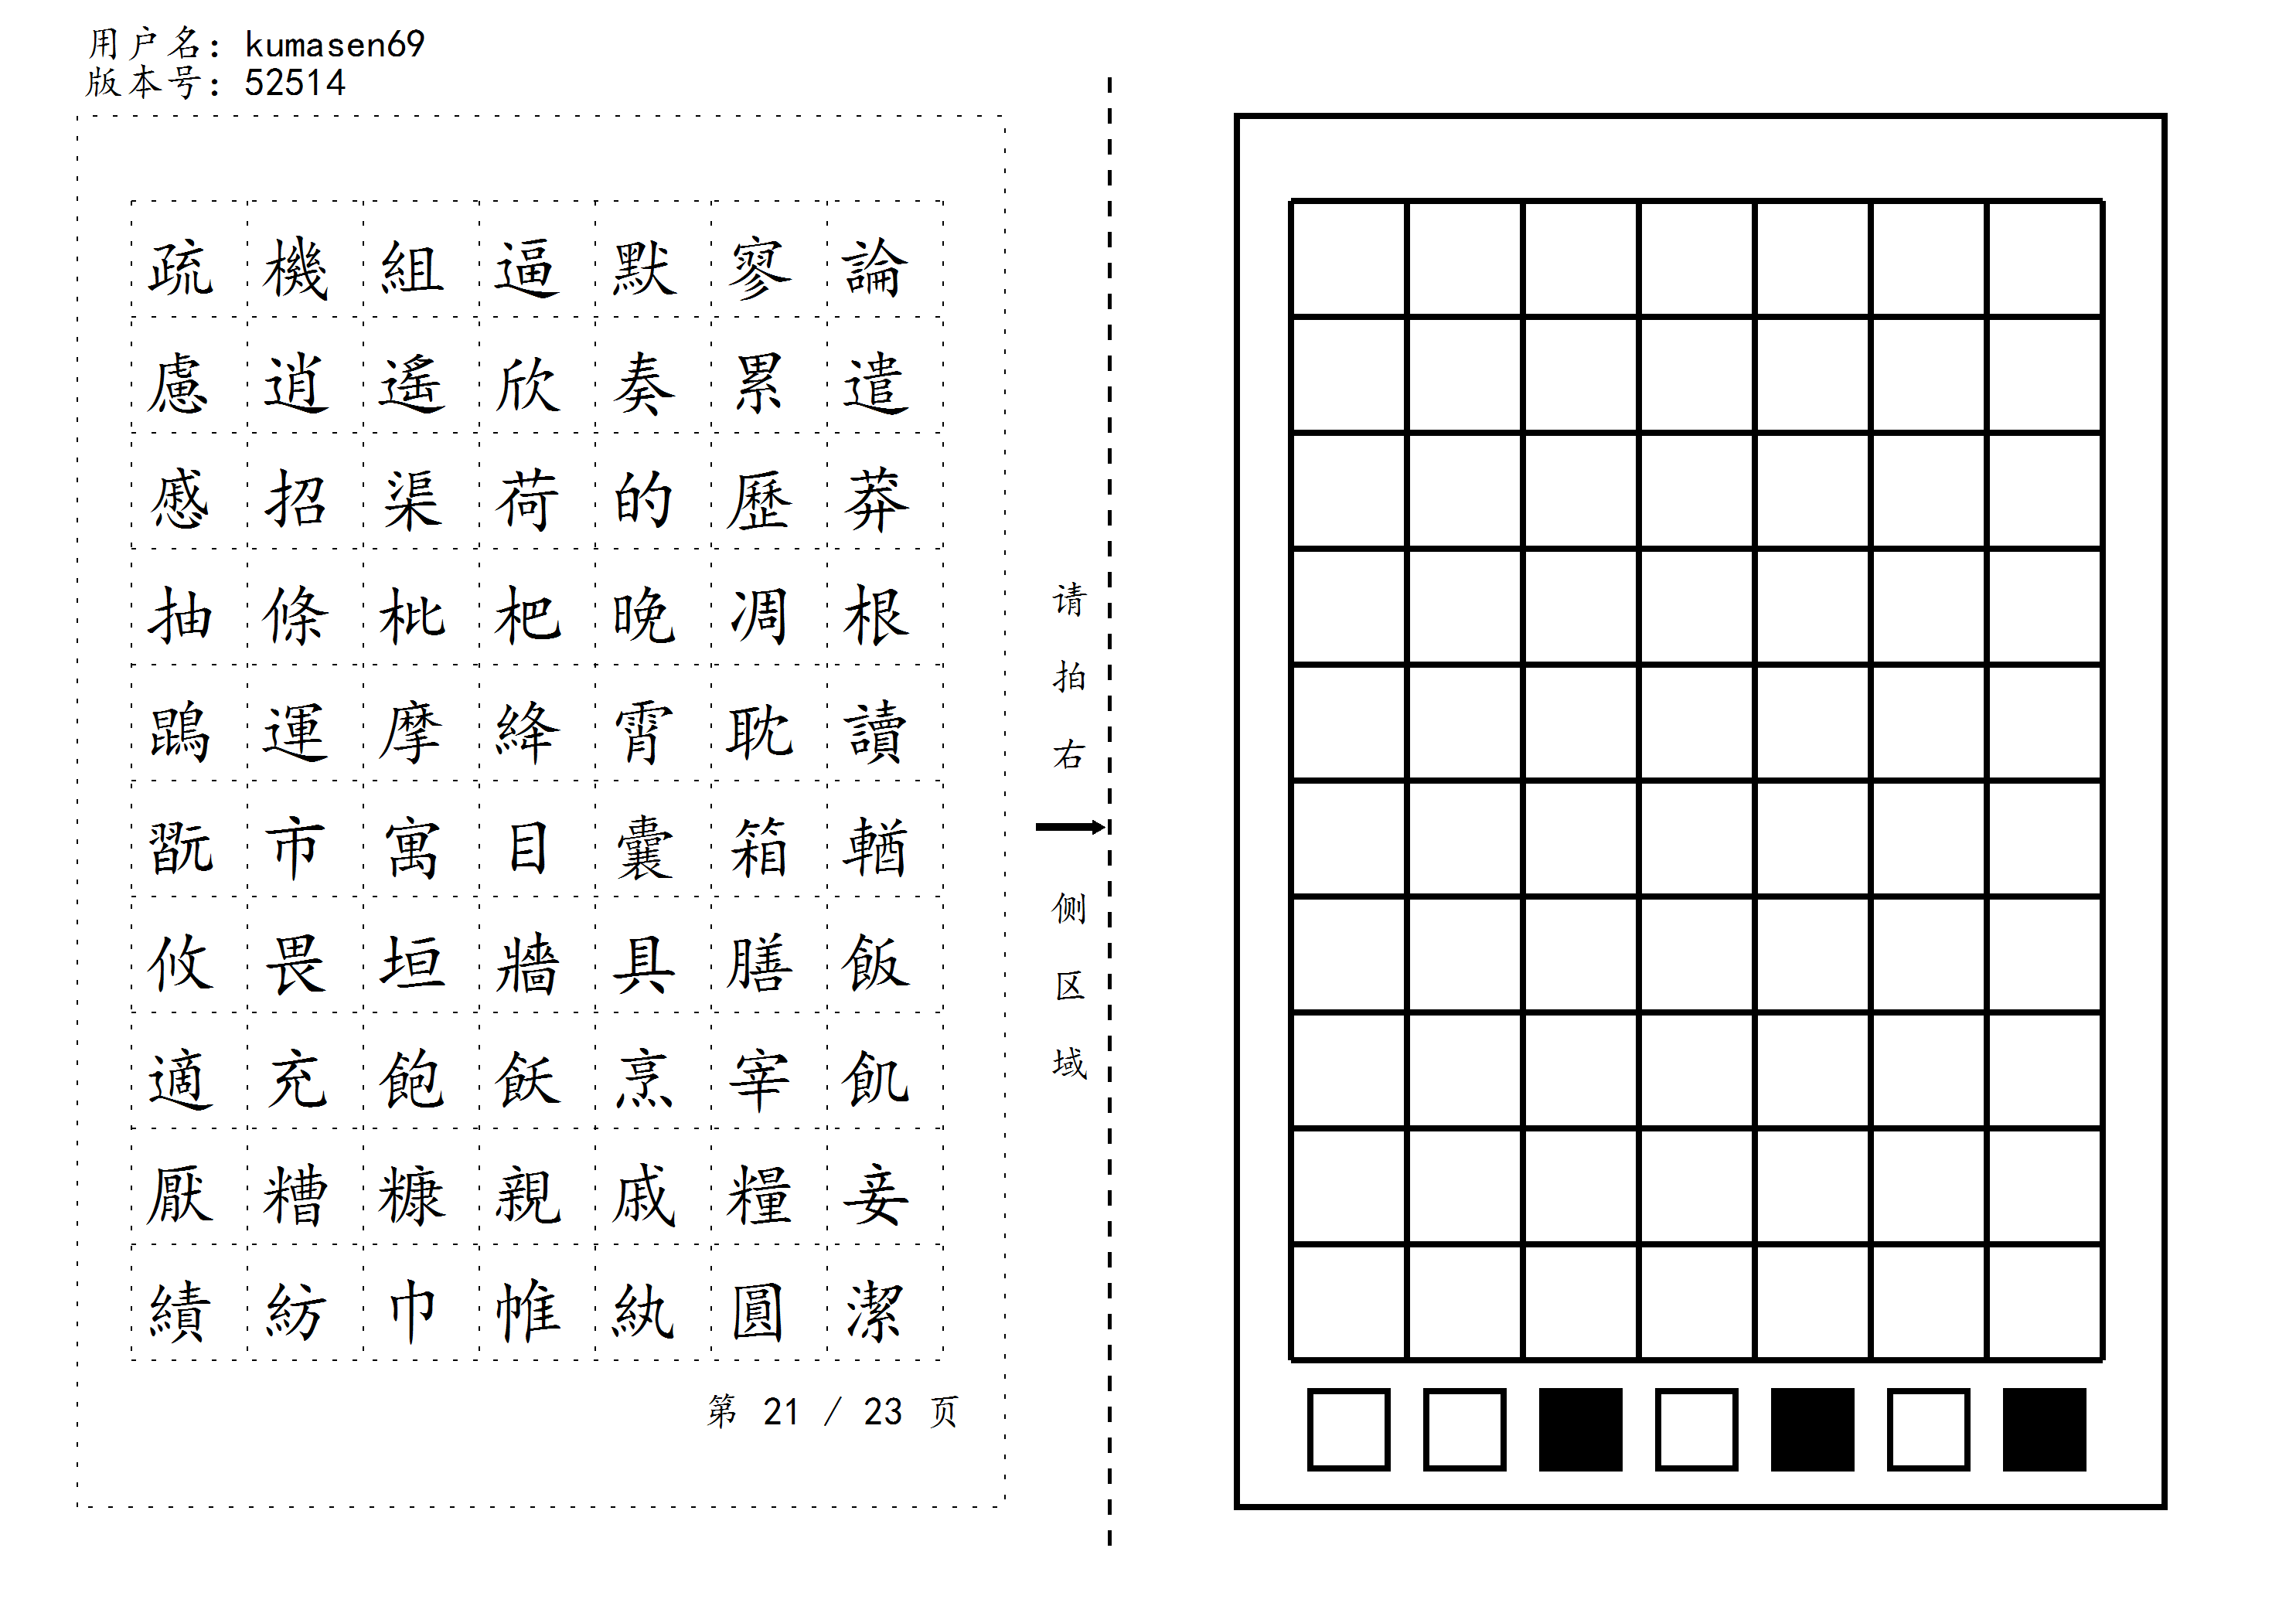 用户名: kumasen69
版本号: 52514
疏機組逼默寥論
慮逍遙欣奏累遣
慼招渠荷的歷莽
抽條枇杷晚凋根
鵾運摩絳霄耽讀
翫市寓目囊箱輶
攸畏垣牆具膳飯
適充飽飫烹宰飢
厭糟糠親戚糧妾
績紡巾帷紈圓潔
第 21 / 23 页
请拍右侧区域